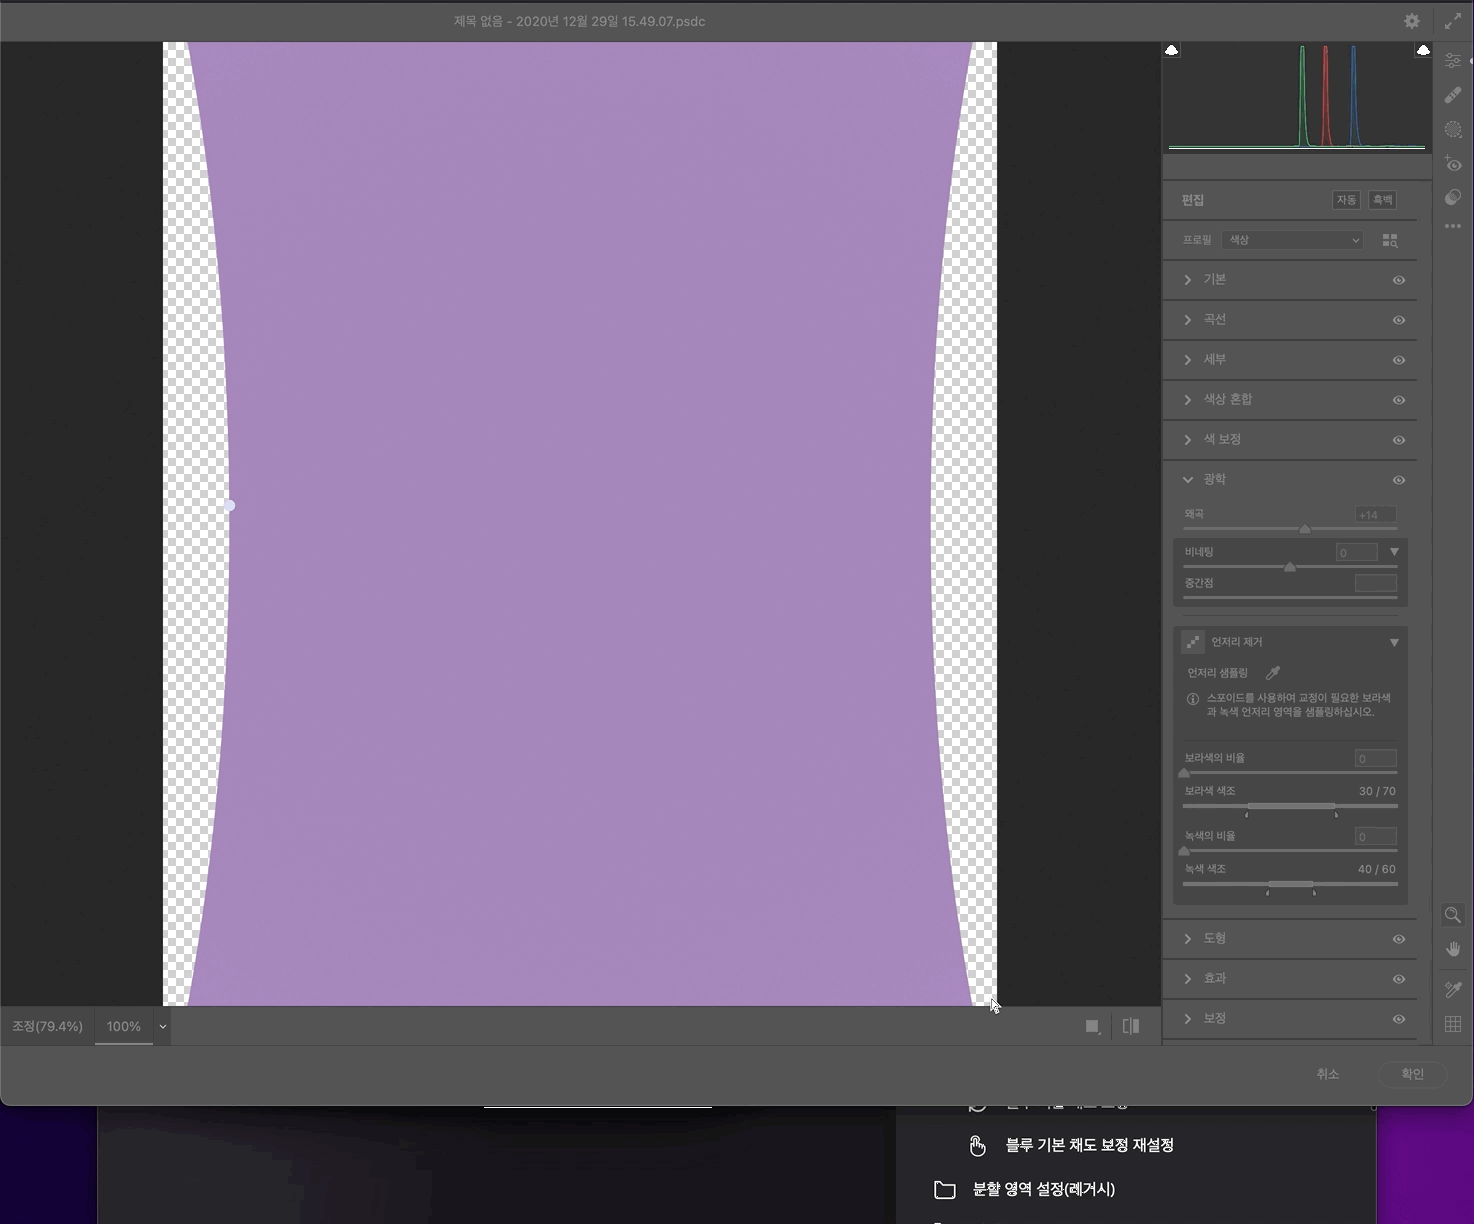 제목 없음 - 2020년 12월 29일 15.49.07.psdc
편집
자동
흑백
프로필
색상
기본
곡선
세부
색상 혼합
색 보정
광학
왜곡
+14
비네팅
0
중간점
언저리 제거
언저리 샘플링
스포이드를 사용하여 교정이 필요한 보라색
과 녹색 언저리 영역을 샘플링하십시오.
보라색의 비율
0
보라색 색조
30 / 70
녹색의 비율
0
녹색 색조
40 / 60
도형
효과
보정
조정(79.4%)
100%
취소
확인
블루 기본 채도 보정 재설정
분할 영역 설정(레거시)